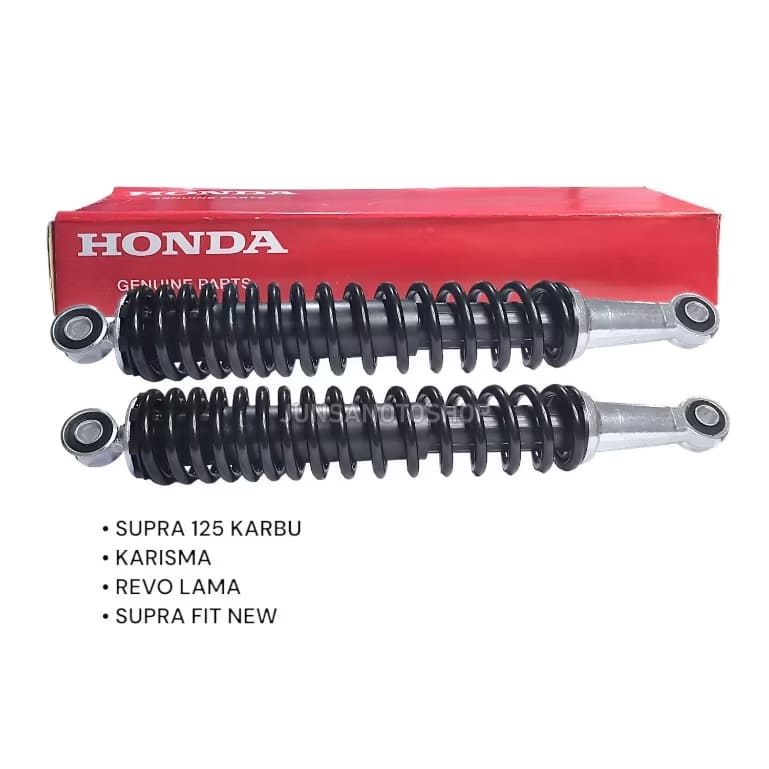 HONDA
GENUINE PARTS
HONDA
GENUINE PARTS
JUNSANOTOSHOP
• SUPRA 125 KARBU
• KARISMA
• REVO LAMA
• SUPRA FIT NEW